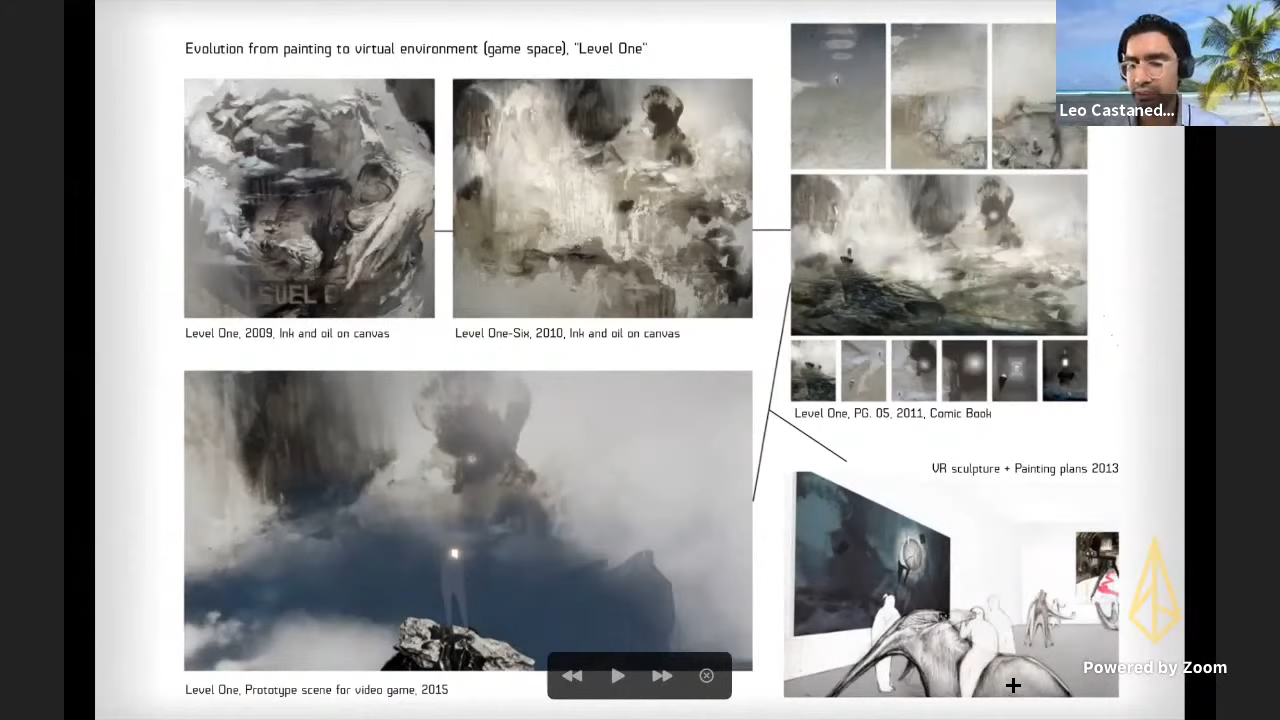 Evolution from painting to virtual environment (game space), "Level One"
Leo Castaned...
Level One, 2009, Ink and oil on canvas
Level One-Six, 2010, Ink and oil on canvas
Level One, PG. 05, 2011, Comic Book
VR sculpture + Painting plans 2013
Level One, Prototype scene for video game, 2015
Powered by Zoom